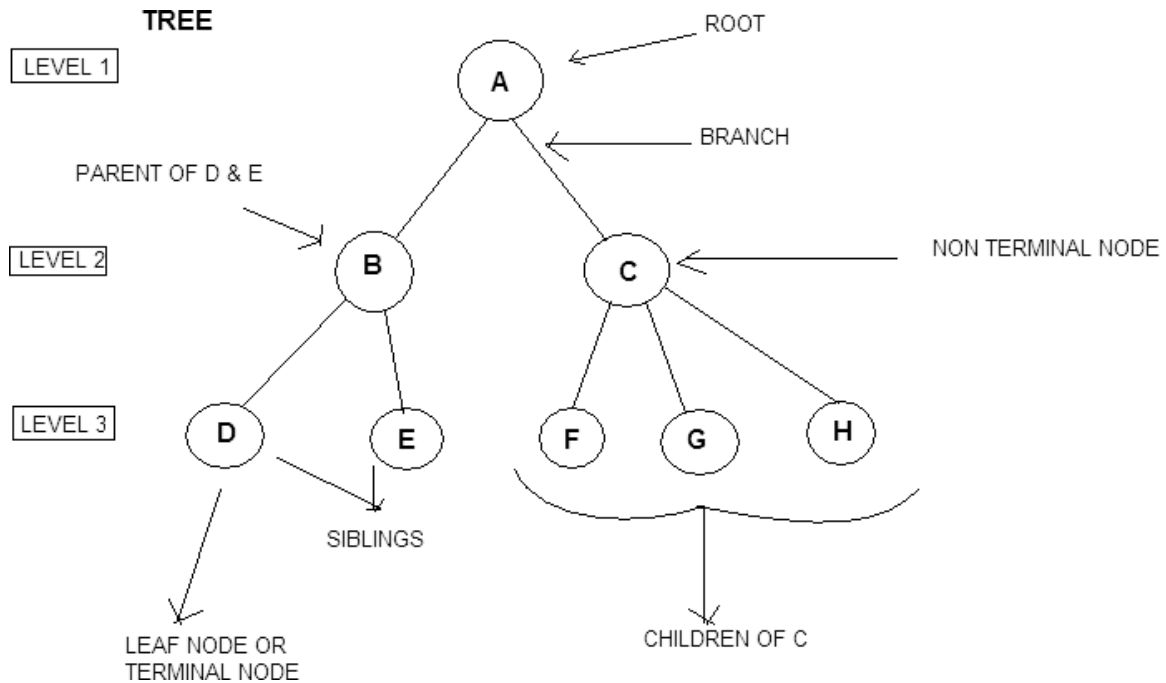 TREE
ROOT
LEVEL 1
A
BRANCH
PARENT OF D & E
LEVEL 2
B
C
NON TERMINAL NODE
LEVEL 3
D
E
F
G
H
SIBLINGS
LEAF NODE OR
TERMINAL NODE
CHILDREN OF C